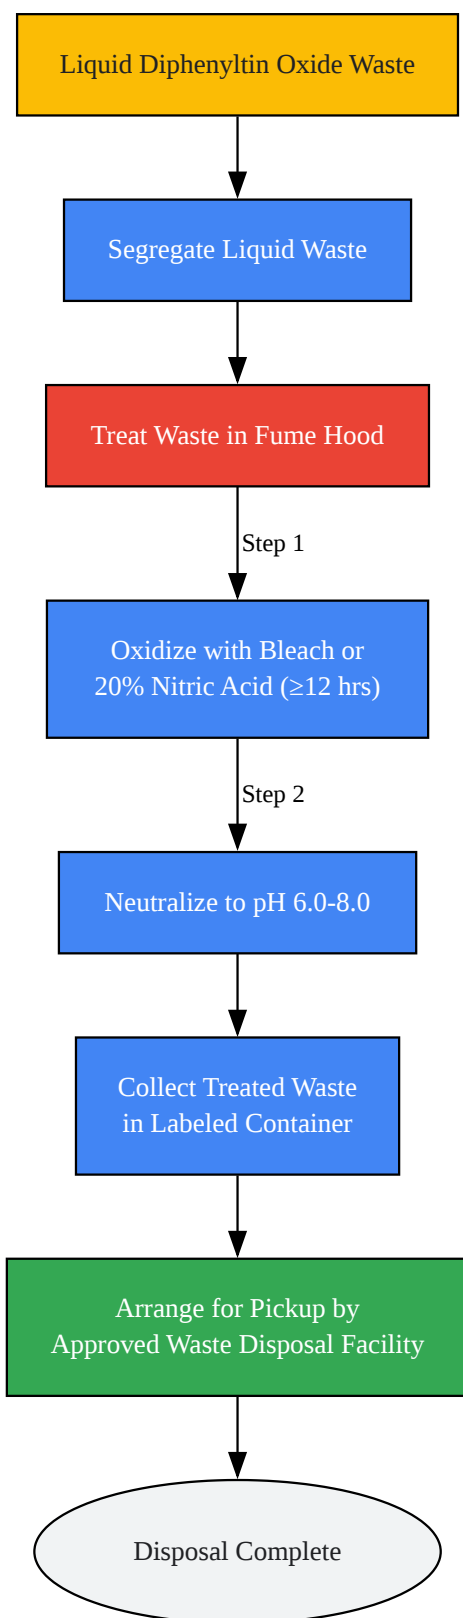 Liquid Diphenyltin Oxide Waste
Segregate Liquid Waste
Treat Waste in Fume Hood
Step 1
Oxidize with Bleach or
20% Nitric Acid (≥12 hrs)
Step 2
Neutralize to pH 6.0-8.0
Collect Treated Waste
in Labeled Container
Arrange for Pickup by
Approved Waste Disposal Facility
Disposal Complete